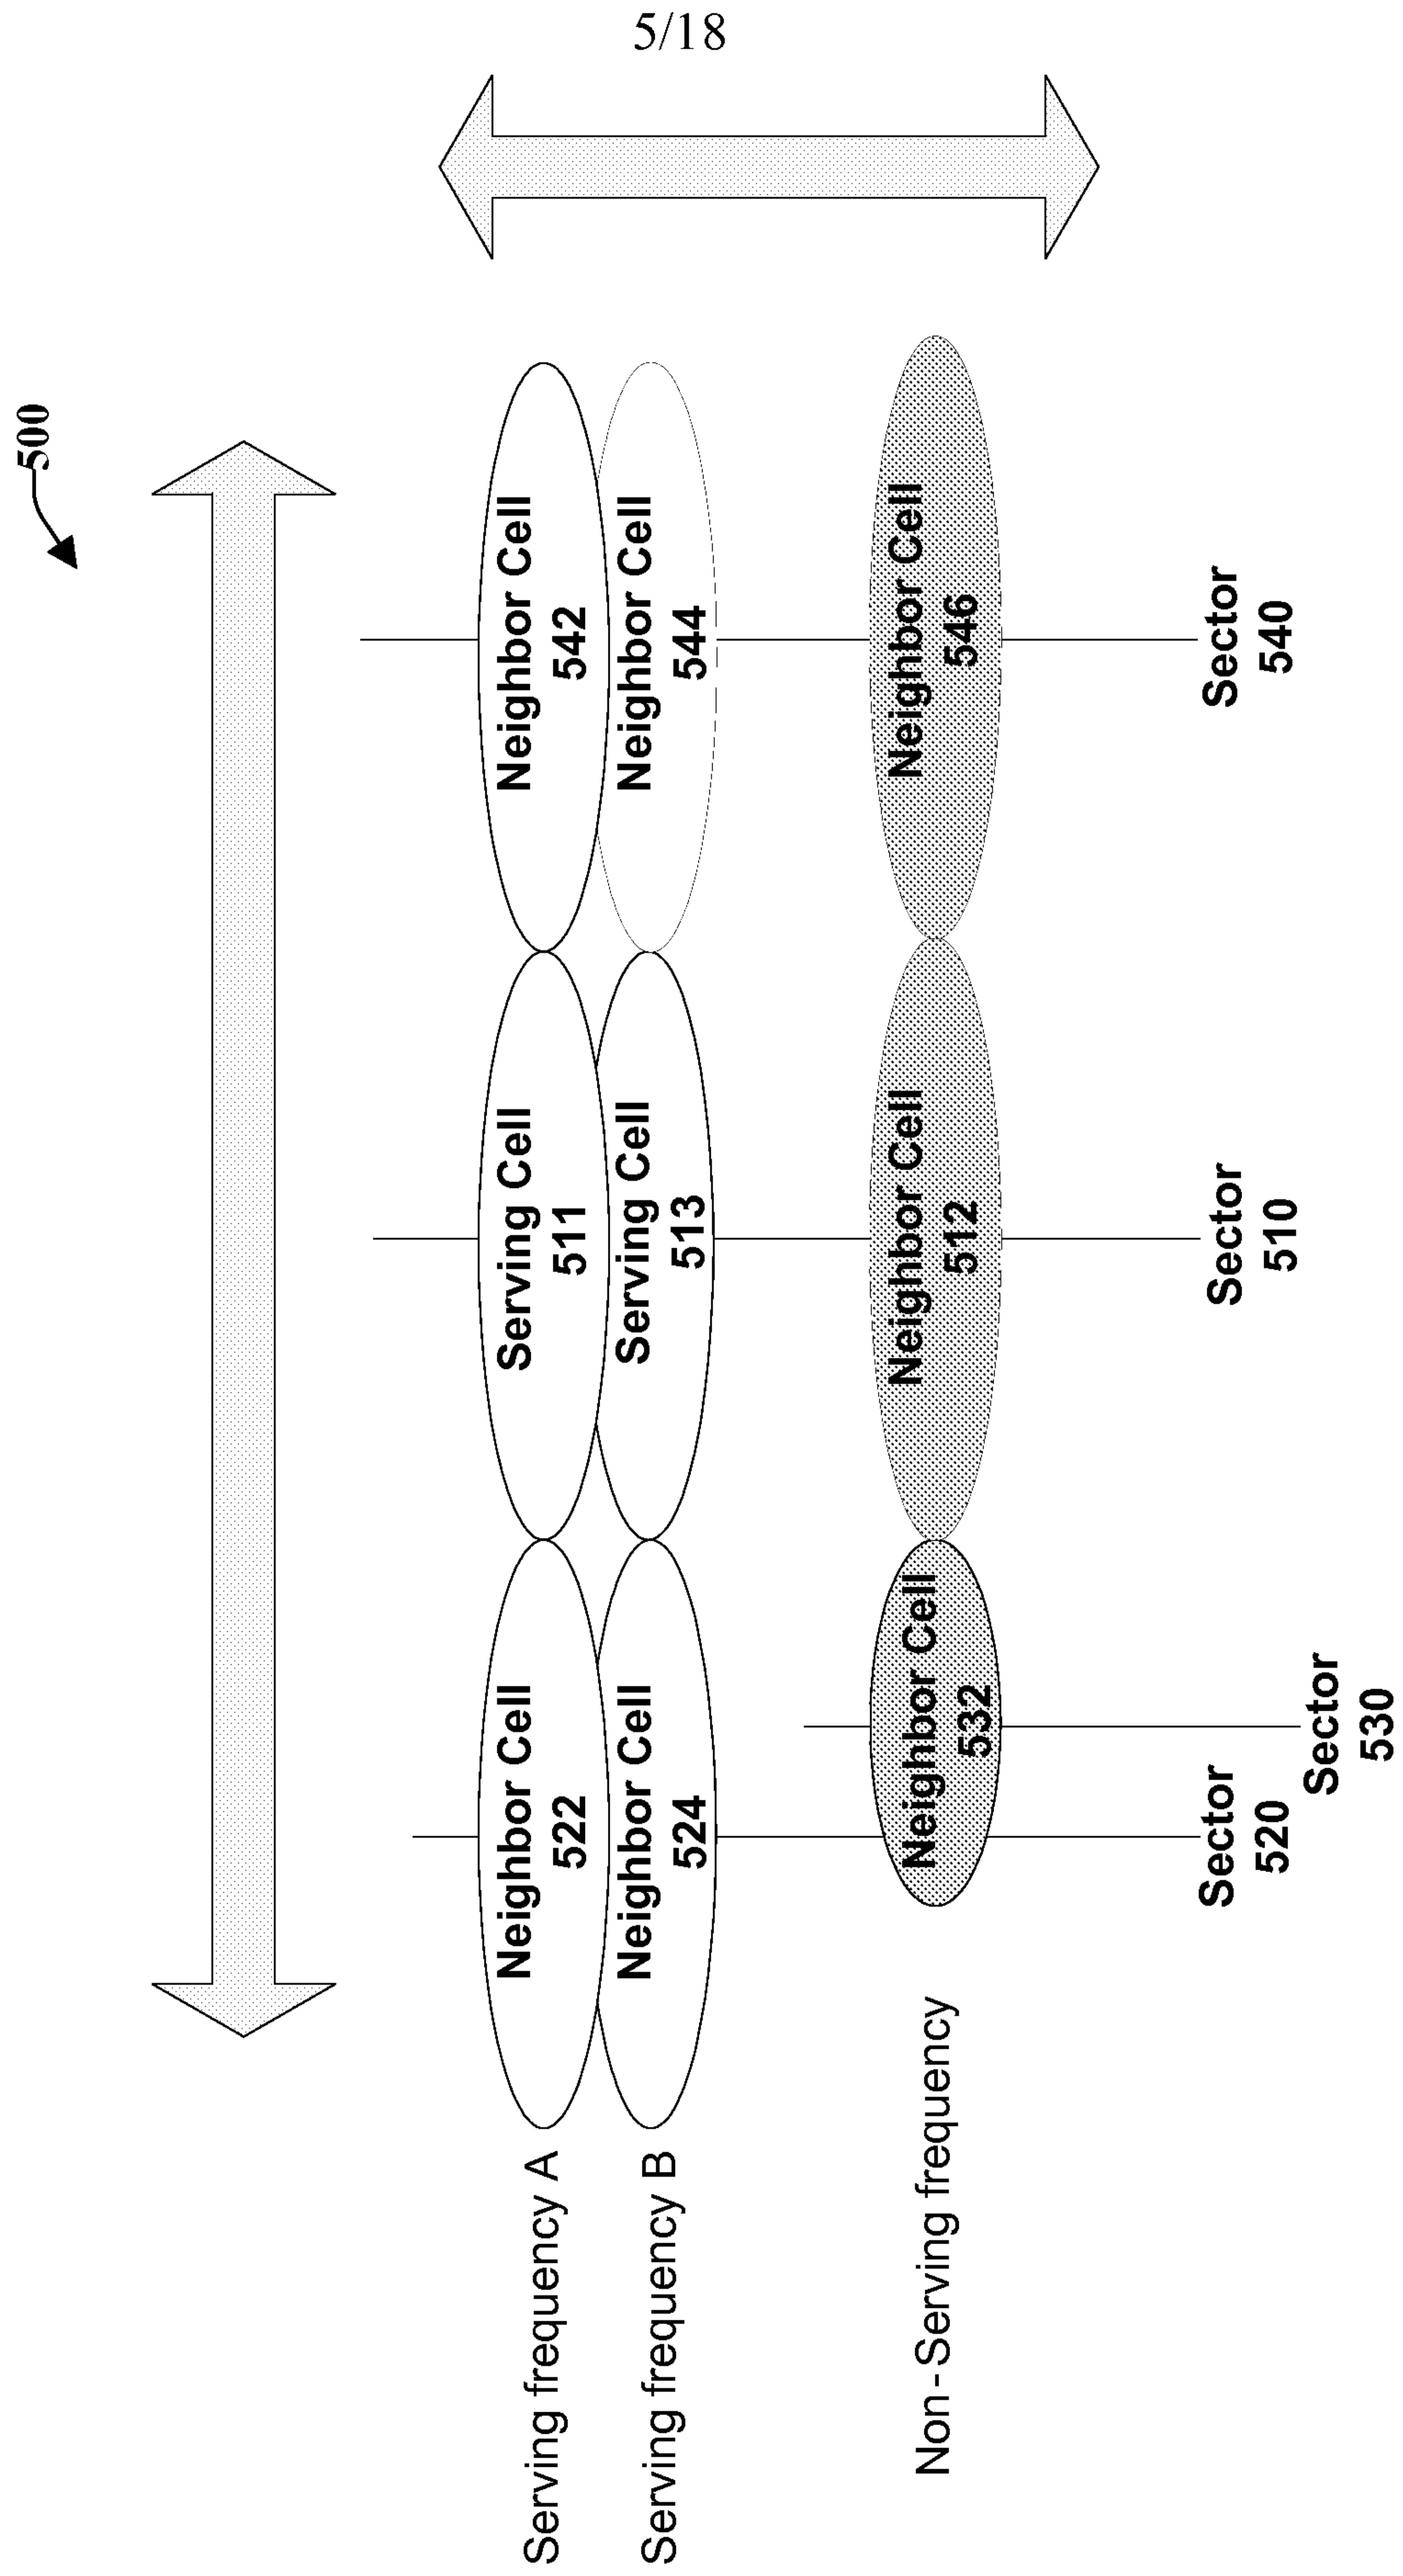 5/18
500
Serving frequency A
Neighbor Cell
522
Serving Cell
511
Neighbor Cell
542
Serving frequency B
Neighbor Cell
524
Serving Cell
513
Neighbor Cell
544
Non-Serving frequency
Neighbor Cell
532
Neighbor Cell
512
Neighbor Cell
546
Sector
520
Sector
530
Sector
510
Sector
540